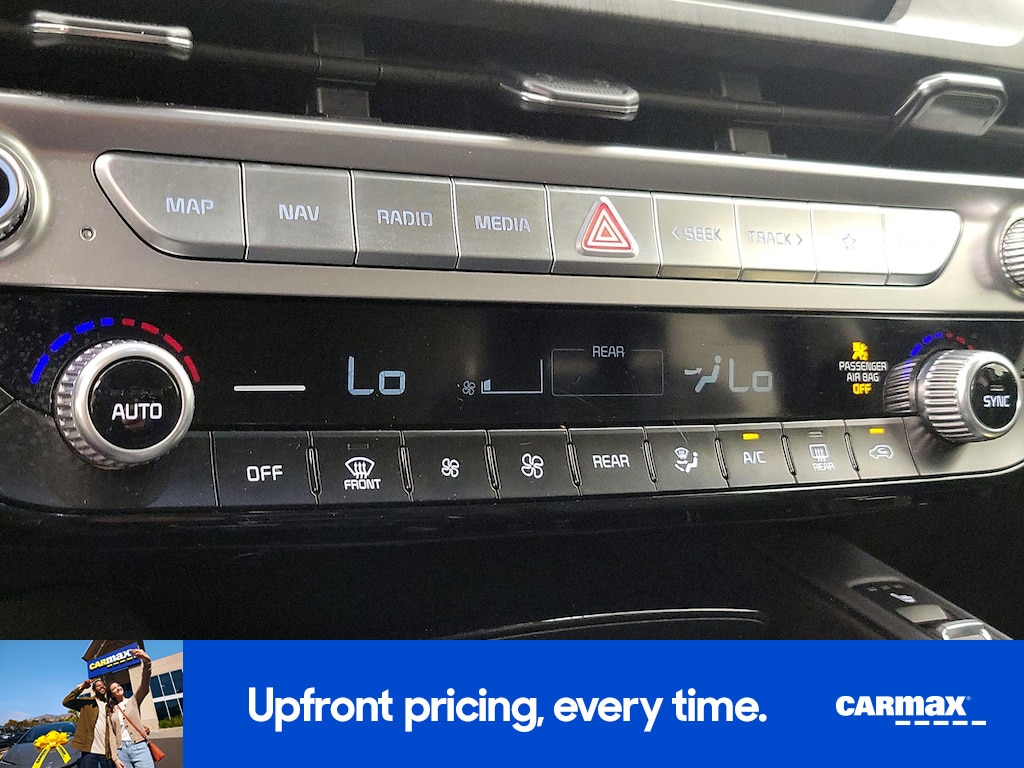 MAP NAV RADIO MEDIA < SEEK TRACK >
Lo REAR Lo
PASSENGER
AIR BAG
OFF
AUTO SYNC
OFF FRONT REAR A/C REAR
CARMAX
Upfront pricing, every time. CARMAX